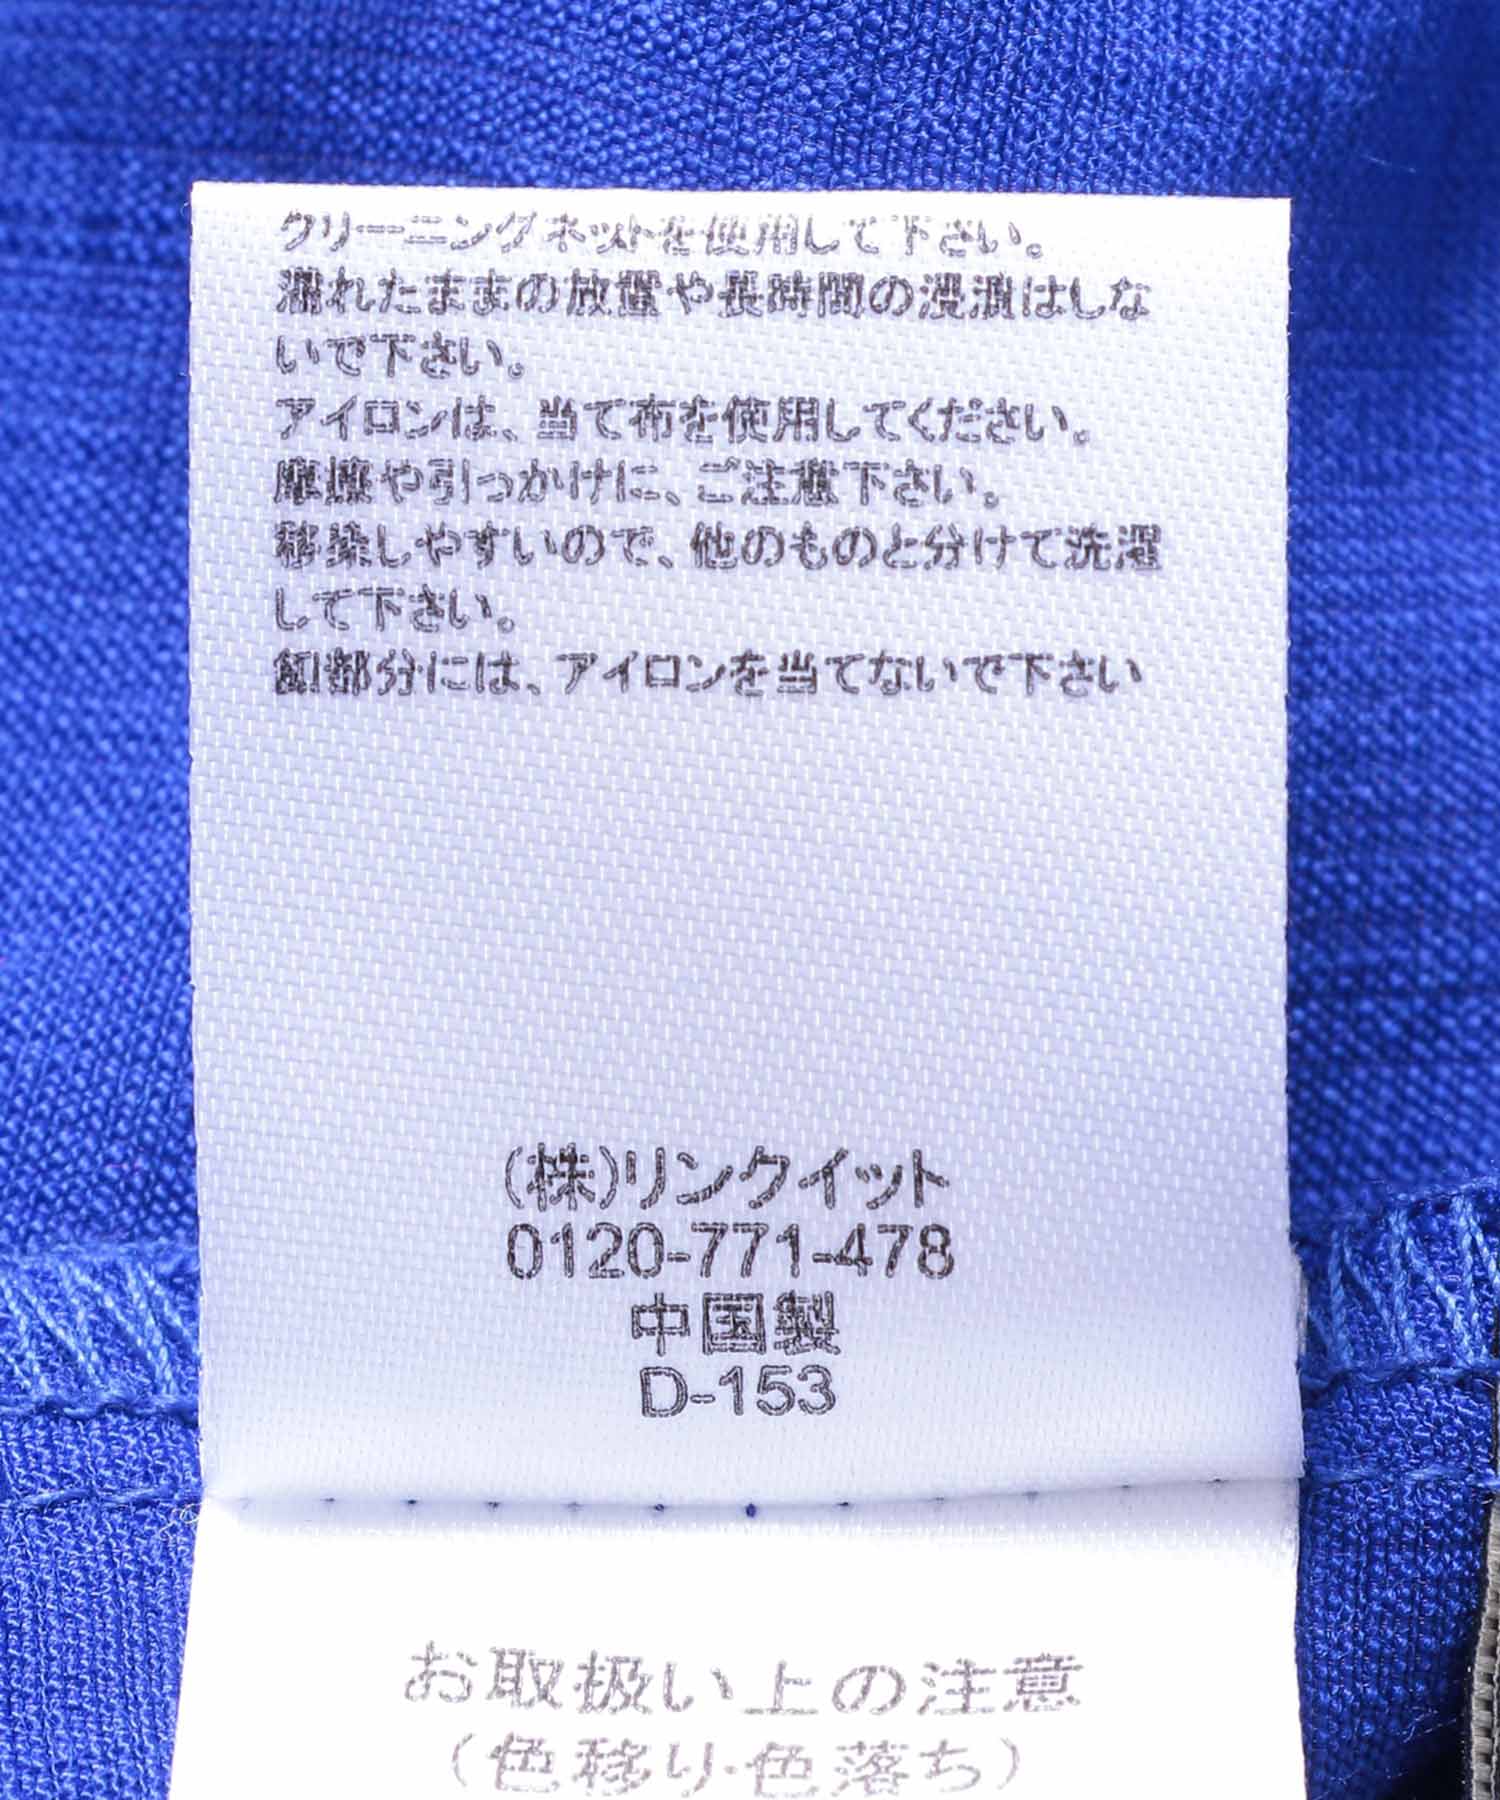 クリーニングネットを使用して下さい。
濡れたままの放置や長時間の浸漬はしな
いで下さい。
アイロンは、当て布を使用してください。
摩擦や引っかけに、ご注意下さい。
移染しやすいので、他のものと分けて洗濯
して下さい。
釦部分には、アイロンを当てないで下さい
(株)リンクイット
0120-771-478
中国製
D-153
お取扱い上の注意
(色移り・色落ち)